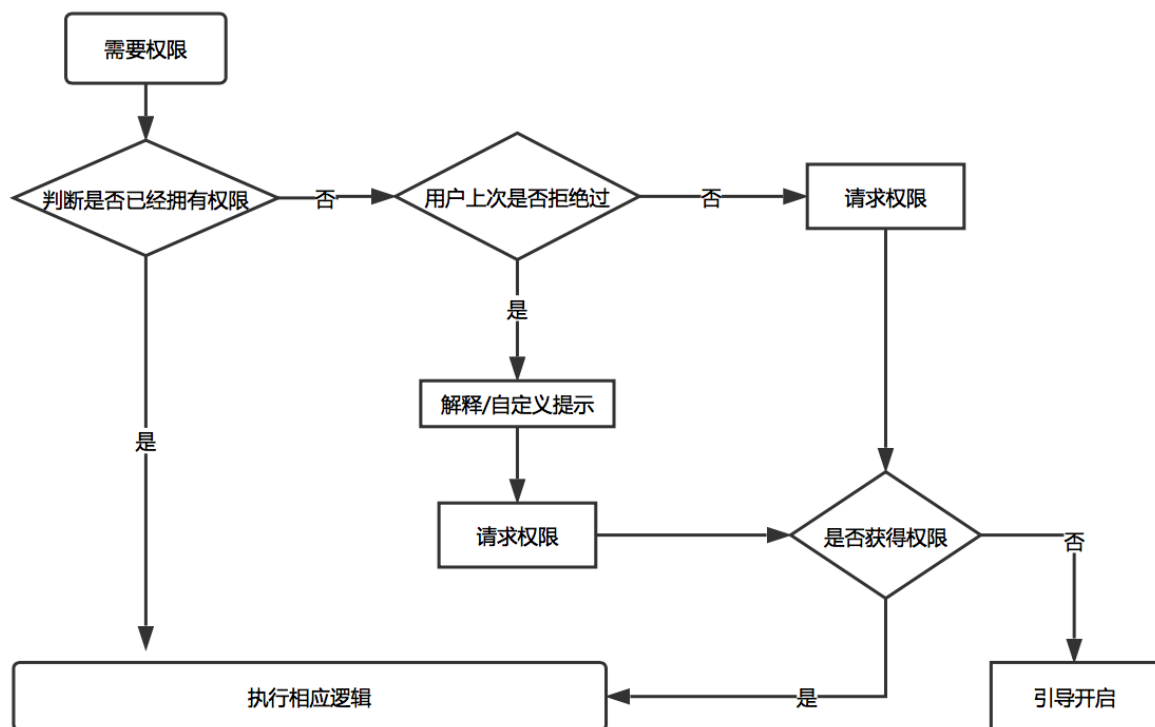 需要权限
判断是否已经拥有权限
否
用户上次是否拒绝过
否
请求权限
是
解释/自定义提示
是
请求权限
是否获得权限
否
执行相应逻辑
是
引导开启